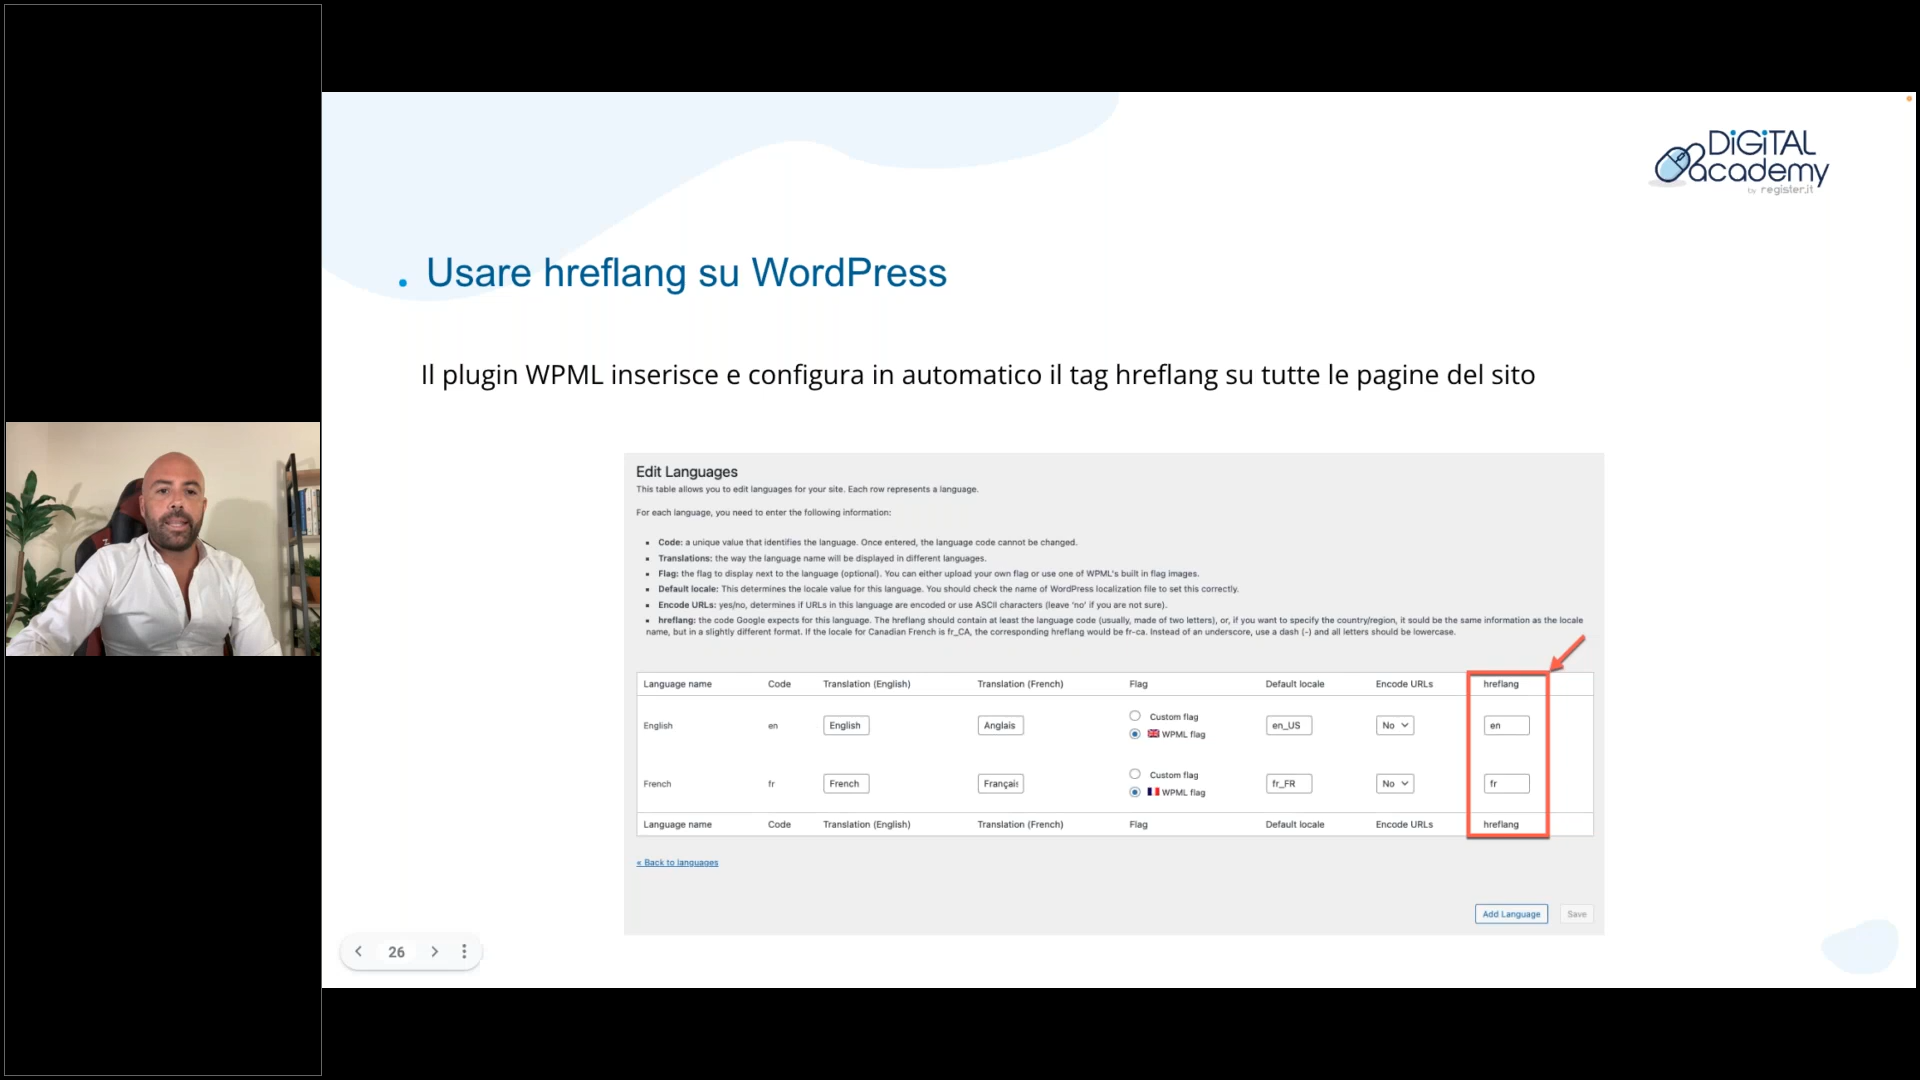 DiGiTAL
academy
by register.it
. Usare hreflang su WordPress
Il plugin WPML inserisce e configura in automatico il tag hreflang su tutte le pagine del sito
Edit Languages
This table allows you to edit languages for your site. Each row represents a language.
For each language, you need to enter the following information:
▪ Code: a unique value that identifies the language. Once entered, the language code cannot be changed.
▪ Translations: the way the language name will be displayed in different languages.
▪ Flag: the flag to display next to the language (optional). You can either upload your own flag or use one of WPML's built in flag images.
▪ Default locale: This determines the locale value for this language. You should check the name of WordPress localization file to set this correctly.
▪ Encode URLs: yes/no, determines if URLs in this language are encoded or use ASCII characters (leave 'no' if you are not sure).
▪ hreflang: the code Google expects for this language. The hreflang should contain at least the language code (usually, made of two letters), or, if you want to specify the country/region, it sould be the same information as the locale
name, but in a slightly different format. If the locale for Canadian French is fr_CA, the corresponding hreflang would be fr-ca. Instead of an underscore, use a dash (-) and all letters should be lowercase.
Language name Code Translation (English) Translation (French) Flag Default locale Encode URLs hreflang
Custom flag
English en English Anglais en_US No en
WPML flag
Custom flag
French fr French Français fr_FR No fr
WPML flag
Language name Code Translation (English) Translation (French) Flag Default locale Encode URLs hreflang
« Back to languages
Add Language Save
26